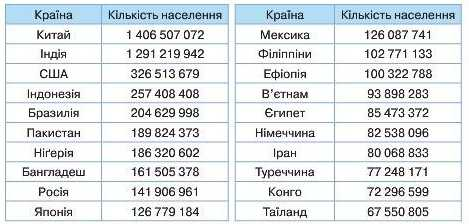 Країна Кількість населення
Китай 1 406 507 072
Індія 1 291 219 942
США 326 513 679
Індонезія 257 408 408
Бразилія 204 629 998
Пакистан 189 824 373
Нігерія 186 320 602
Бангладеш 161 505 378
Росія 141 906 961
Японія 126 779 184
Країна Кількість населення
Мексика 126 087 741
Філіппіни 102 771 133
Ефіопія 100 322 788
В'єтнам 93 898 283
Єгипет 85 473 372
Німеччина 82 538 096
Іран 80 068 833
Туреччина 77 248 171
Конго 72 296 599
Таїланд 67 550 805